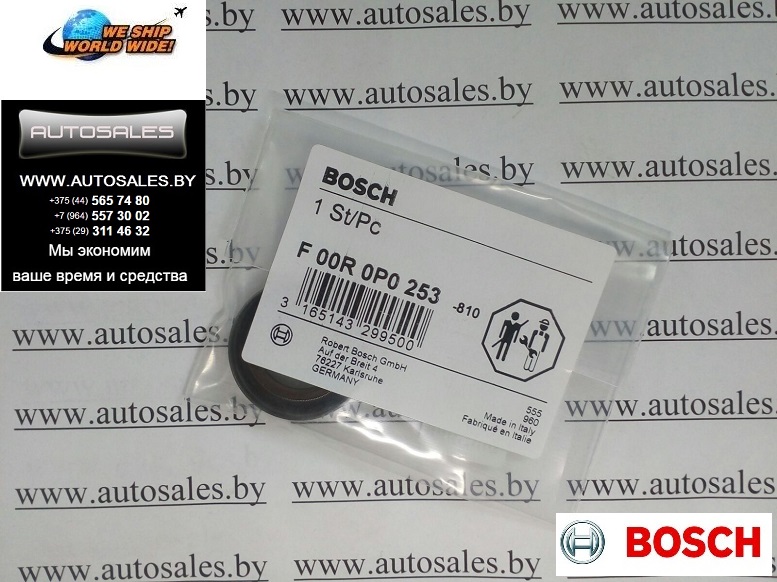 WE SHIP
WORLD WIDE!
AUTOSALES
WWW.AUTOSALES.BY
+375 (44) 565 74 80
+7 (964) 557 30 02
+375 (29) 311 46 32
Мы экономим
ваше время и средства
www.autosales.by
www.autosales.by
www.autosales.by
www.autosales.by
www.autosales.by
www.autosales.by
www.autosales.by
www.autosales.by
www.autosales.by
www.autosales.by
www.autosales.by
BOSCH
1 St/Pc
F 00R 0P0 253
-810
3 165143 299500
Robert Bosch GmbH
Auf der Breit 4
76227 Karlsruhe
GERMANY
555
960
Made in Italy
Fabriqué en Italie
BOSCH